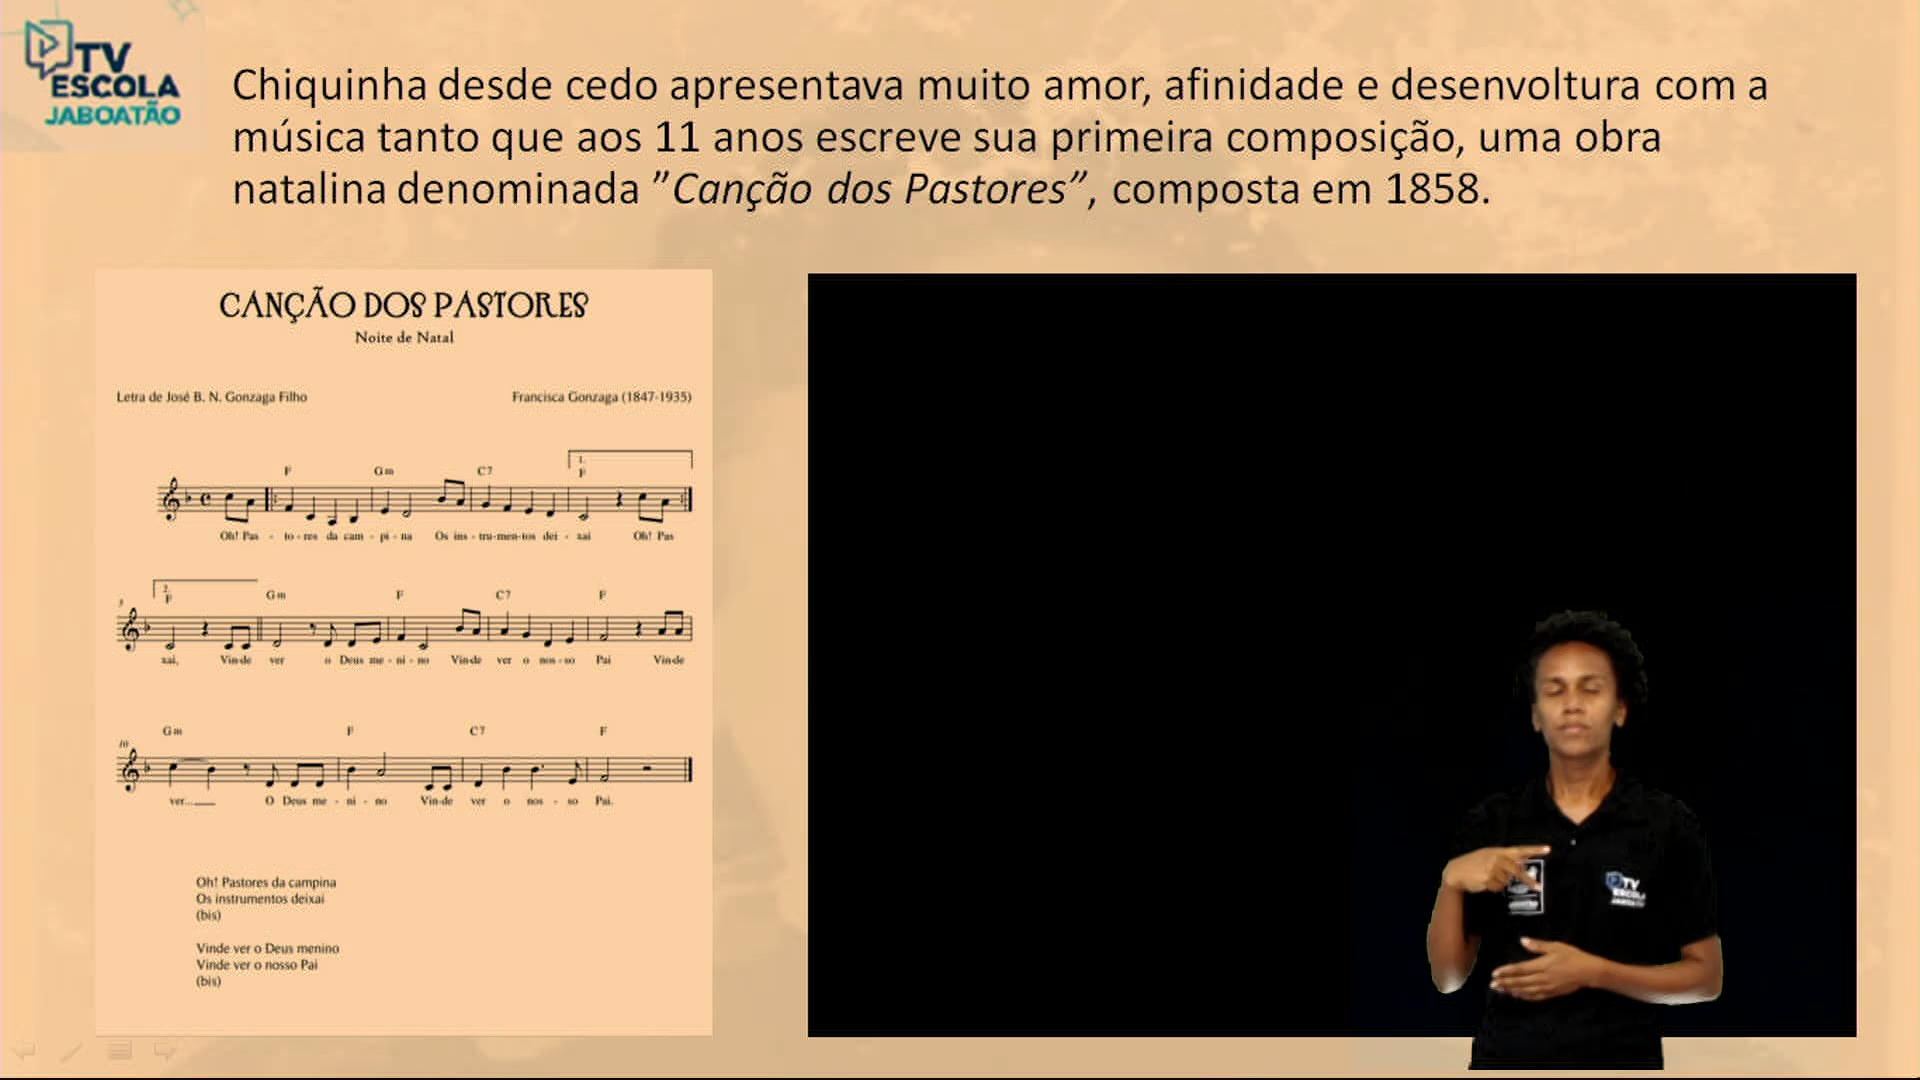 TV
ESCOLA
JABOATÃO
Chiquinha desde cedo apresentava muito amor, afinidade e desenvoltura com a
música tanto que aos 11 anos escreve sua primeira composição, uma obra
natalina denominada ”Canção dos Pastores”, composta em 1858.
CANÇÃO DOS PASTORES
Noite de Natal
Letra de José B. N. Gonzaga Filho
Francisca Gonzaga (1847-1935)
1.
F Gm C7 F
Oh! Pas - to - res da cam - pi - na Os ins - tru-men-tos dei - xai Oh! Pas
2.
F Gm F C7 F
xai, Vin-de ver o Deus me - ni - no Vin-de ver o nos - so Pai Vin-de
10
Gm F C7 F
ver... O Deus me - ni - no Vin-de ver o nos - so Pai.
Oh! Pastores da campina
Os instrumentos deixai
(bis)
Vinde ver o Deus menino
Vinde ver o nosso Pai
(bis)
TV
ESCOLA